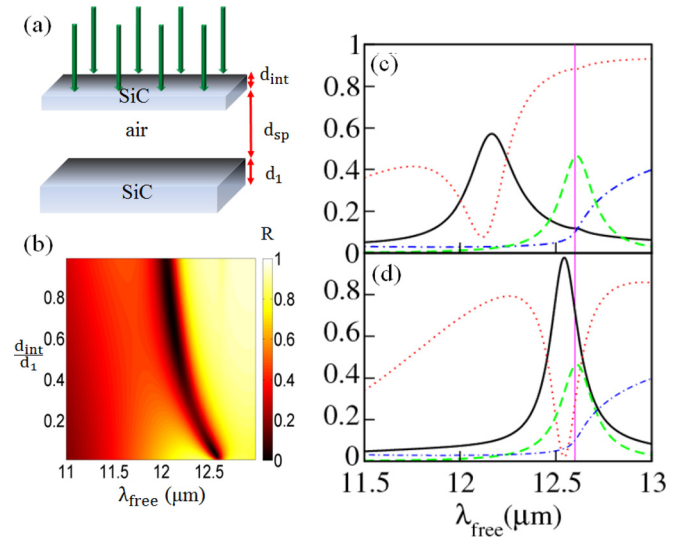 (a)
SiC
air
SiC
d_int
d_sp
d_1
(b)
R
d_int
d_1
0.8
0.6
0.4
0.2
11 11.5 12 12.5
λ_free (μm)
1
0.8
0.6
0.4
0.2
0
(c)
1
0.8
0.6
0.4
0.2
0
(d)
0.8
0.6
0.4
0.2
0
11.5 12 12.5 13
λ_free(μm)